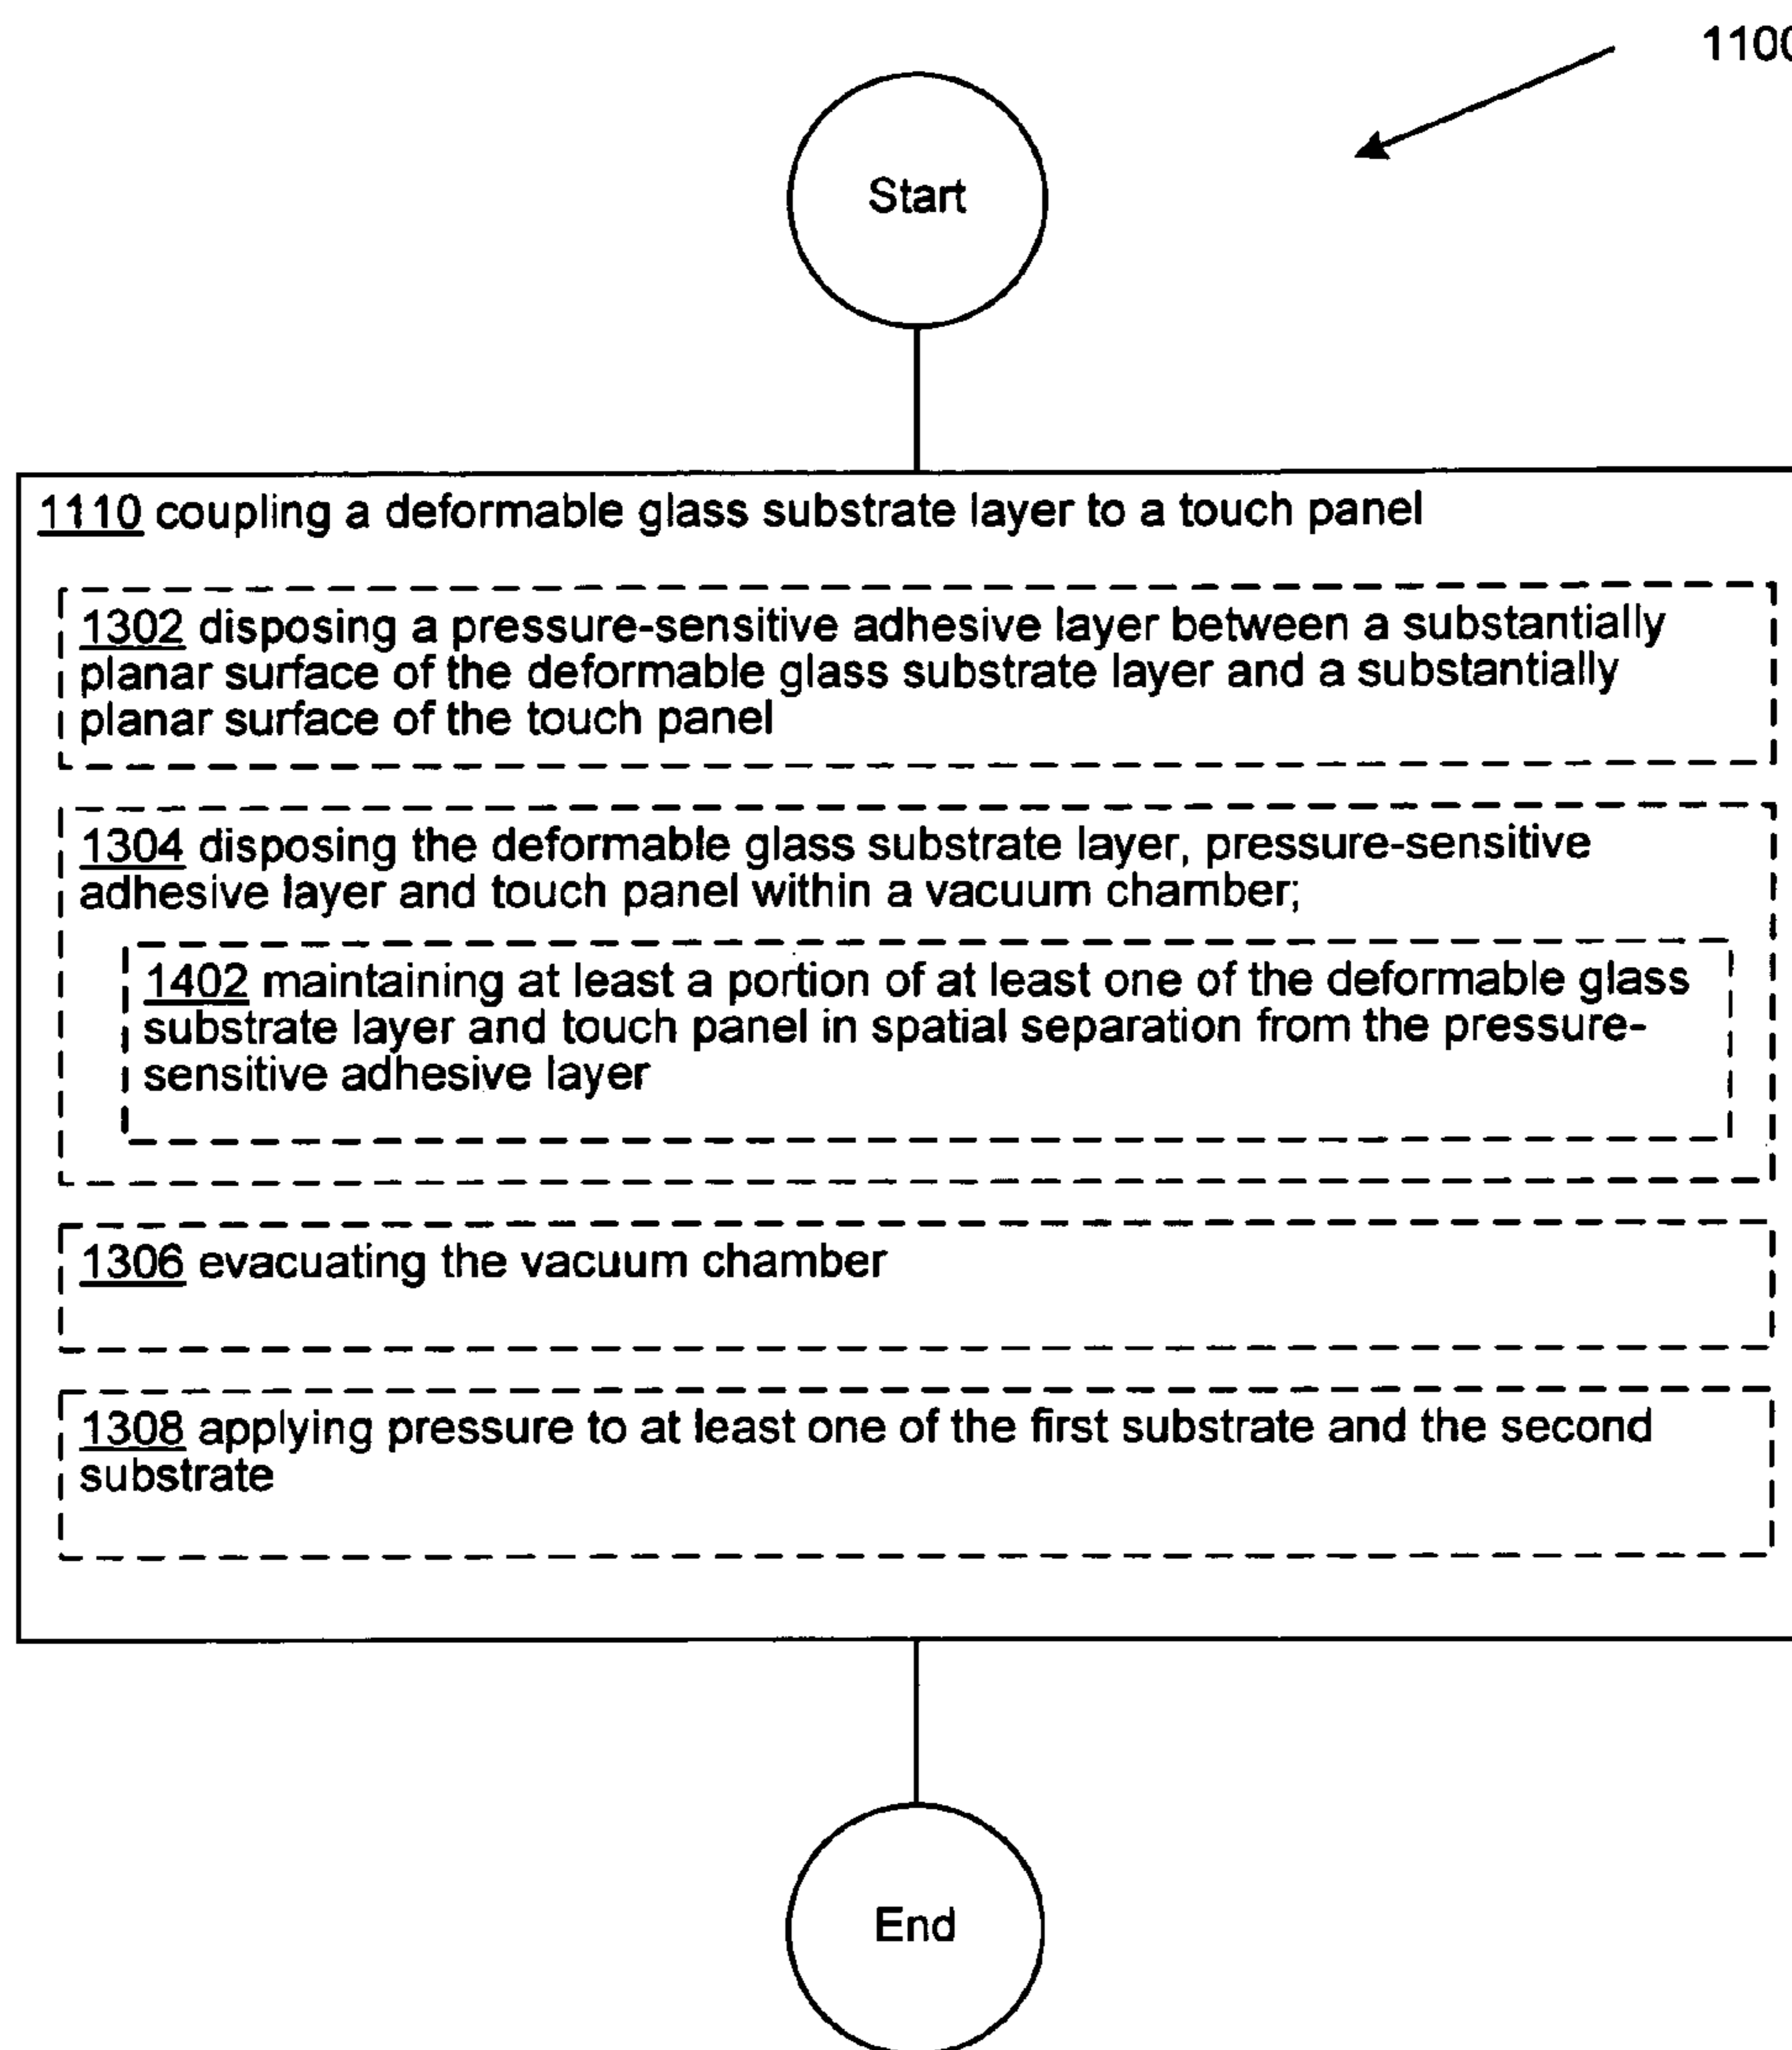 1100
Start
1110 coupling a deformable glass substrate layer to a touch panel
1302 disposing a pressure-sensitive adhesive layer between a substantially
planar surface of the deformable glass substrate layer and a substantially
planar surface of the touch panel
1304 disposing the deformable glass substrate layer, pressure-sensitive
adhesive layer and touch panel within a vacuum chamber;
1402 maintaining at least a portion of at least one of the deformable glass
substrate layer and touch panel in spatial separation from the pressure-
sensitive adhesive layer
1306 evacuating the vacuum chamber
1308 applying pressure to at least one of the first substrate and the second
substrate
End